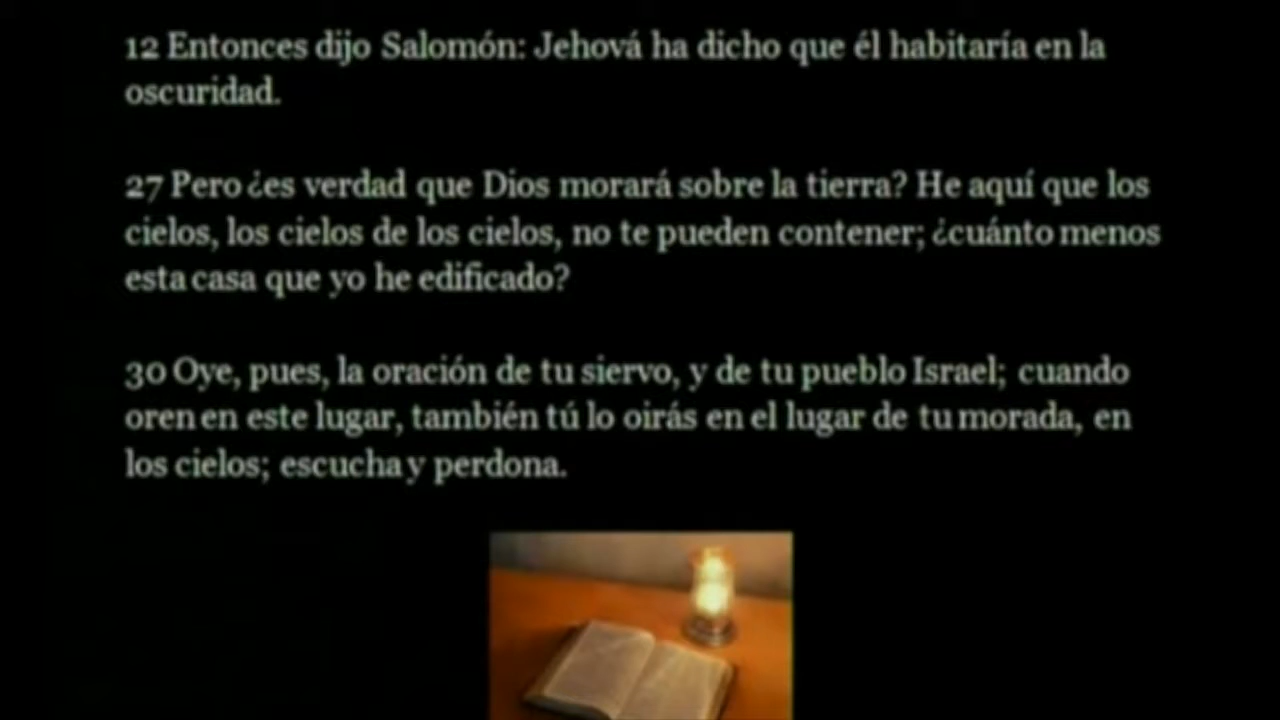 12 Entonces dijo Salomón: Jehová ha dicho que él habitaría en la
oscuridad.
27 Pero ¿es verdad que Dios morará sobre la tierra? He aquí que los
cielos, los cielos de los cielos, no te pueden contener; ¿cuánto menos
esta casa que yo he edificado?
30 Oye, pues, la oración de tu siervo, y de tu pueblo Israel; cuando
oren en este lugar, también tú lo oirás en el lugar de tu morada, en
los cielos; escucha y perdona.